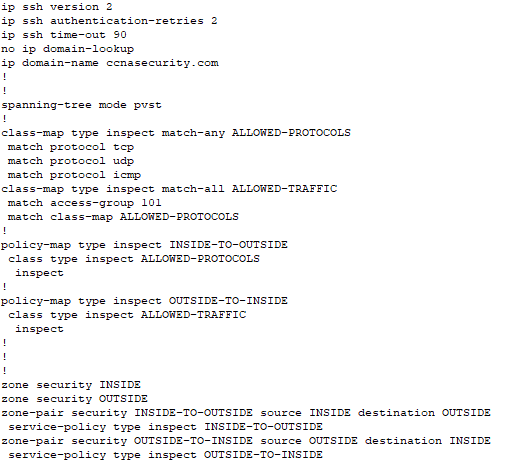 ip ssh version 2
ip ssh authentication-retries 2
ip ssh time-out 90
no ip domain-lookup
ip domain-name ccnasecurity.com
!
!
spanning-tree mode pvst
!
class-map type inspect match-any ALLOWED-PROTOCOLS
 match protocol tcp
 match protocol udp
 match protocol icmp
class-map type inspect match-all ALLOWED-TRAFFIC
 match access-group 101
 match class-map ALLOWED-PROTOCOLS
!
policy-map type inspect INSIDE-TO-OUTSIDE
 class type inspect ALLOWED-PROTOCOLS
  inspect
!
policy-map type inspect OUTSIDE-TO-INSIDE
 class type inspect ALLOWED-TRAFFIC
  inspect
!
!
!
zone security INSIDE
zone security OUTSIDE
zone-pair security INSIDE-TO-OUTSIDE source INSIDE destination OUTSIDE
 service-policy type inspect INSIDE-TO-OUTSIDE
zone-pair security OUTSIDE-TO-INSIDE source OUTSIDE destination INSIDE
 service-policy type inspect OUTSIDE-TO-INSIDE